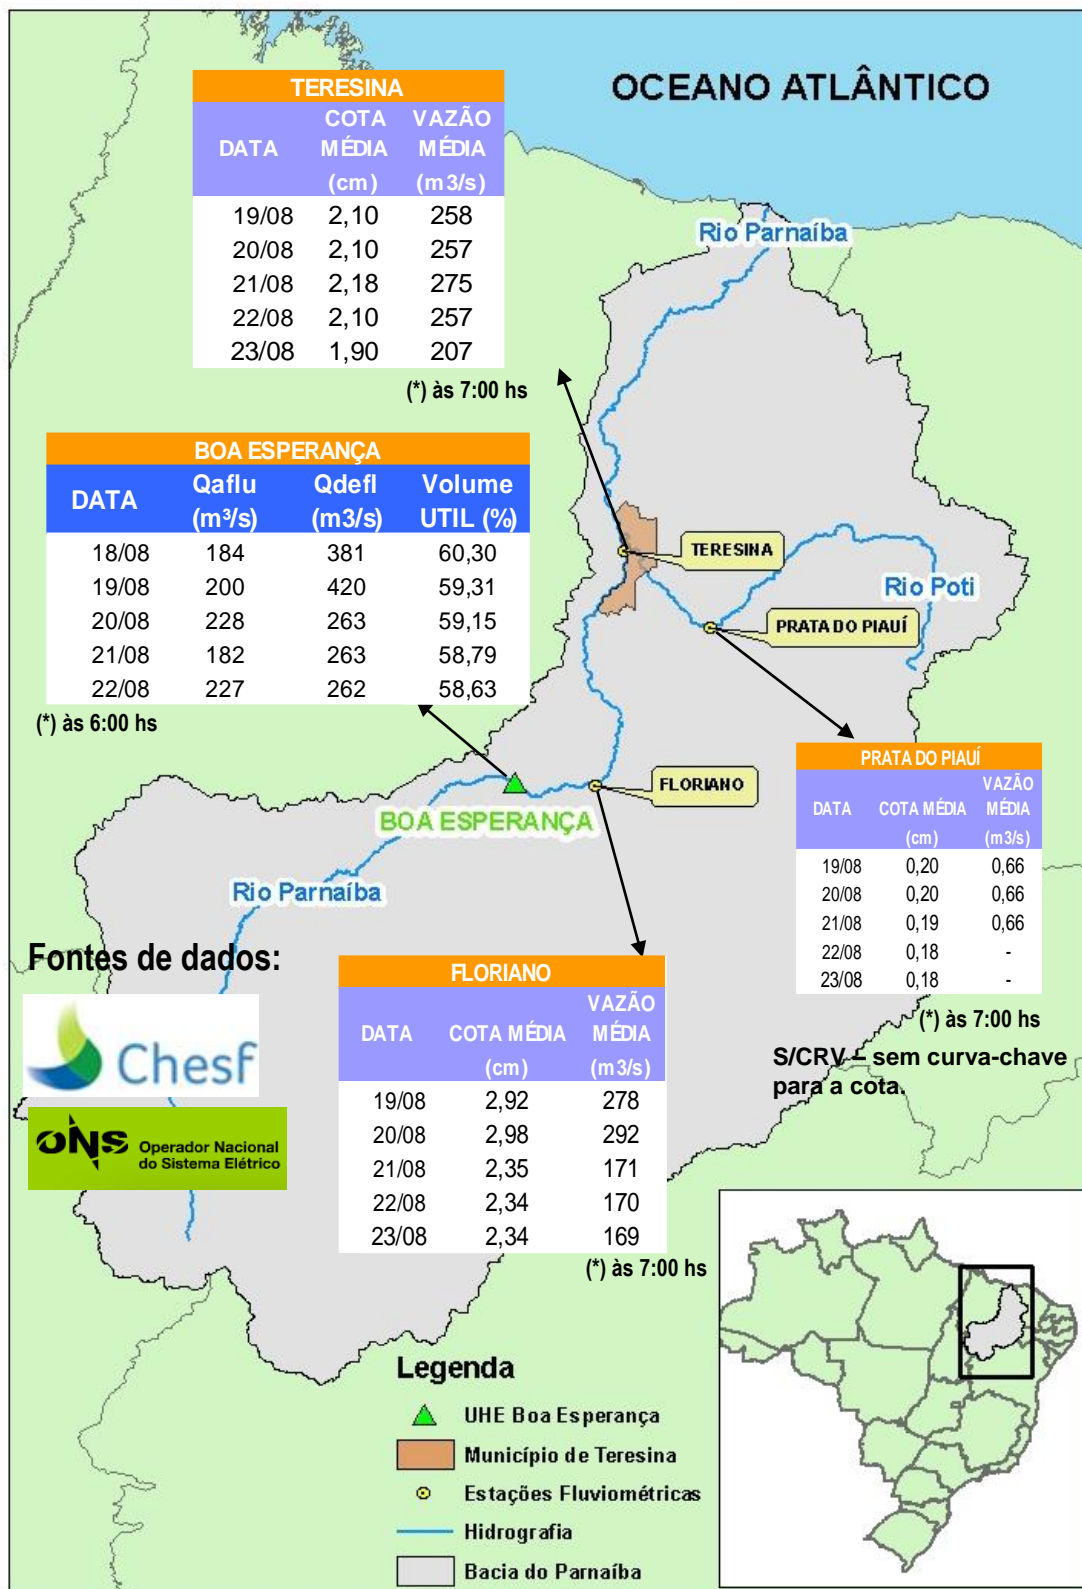 OCEANO ATLÂNTICO
TERESINA
DATA COTA MÉDIA (cm) VAZÃO MÉDIA (m3/s)
19/08 2,10 258
20/08 2,10 257
21/08 2,18 275
22/08 2,10 257
23/08 1,90 207
(*) às 7:00 hs
Rio Parnaíba
BOA ESPERANÇA
DATA Qaflu (m³/s) Qdefl (m3/s) Volume UTIL (%)
18/08 184 381 60,30
19/08 200 420 59,31
20/08 228 263 59,15
21/08 182 263 58,79
22/08 227 262 58,63
(*) às 6:00 hs
TERESINA
Rio Poti
PRATA DO PIAUÍ
FLORIANO
BOA ESPERANÇA
Rio Parnaíba
PRATA DO PIAUÍ
DATA COTA MÉDIA (cm) VAZÃO MÉDIA (m3/s)
19/08 0,20 0,66
20/08 0,20 0,66
21/08 0,19 0,66
22/08 0,18 -
23/08 0,18 -
(*) às 7:00 hs
S/CRV – sem curva-chave
para a cota.
Fontes de dados:
Chesf
ONS Operador Nacional
do Sistema Elétrico
FLORIANO
DATA COTA MÉDIA (cm) VAZÃO MÉDIA (m3/s)
19/08 2,92 278
20/08 2,98 292
21/08 2,35 171
22/08 2,34 170
23/08 2,34 169
(*) às 7:00 hs
Legenda
UHE Boa Esperança
Município de Teresina
Estações Fluviométricas
Hidrografia
Bacia do Parnaíba